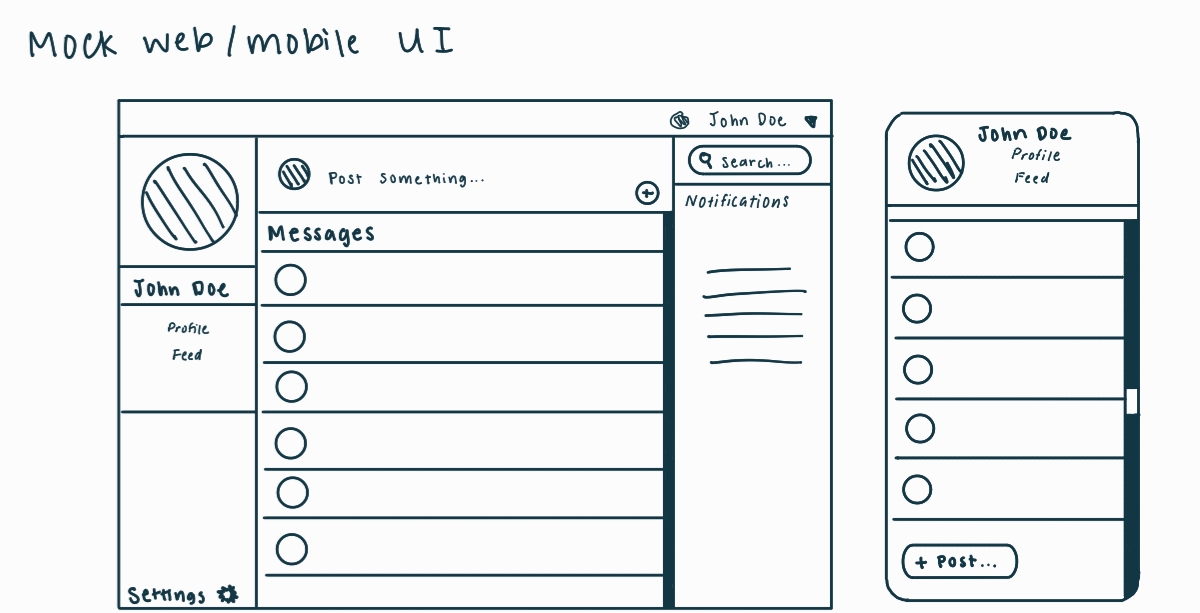 Mock web/mobile UI
John Doe
Post something...
Search...
Notifications
Messages
John Doe
Profile
Feed
Settings
John Doe
Profile
Feed
+ Post...